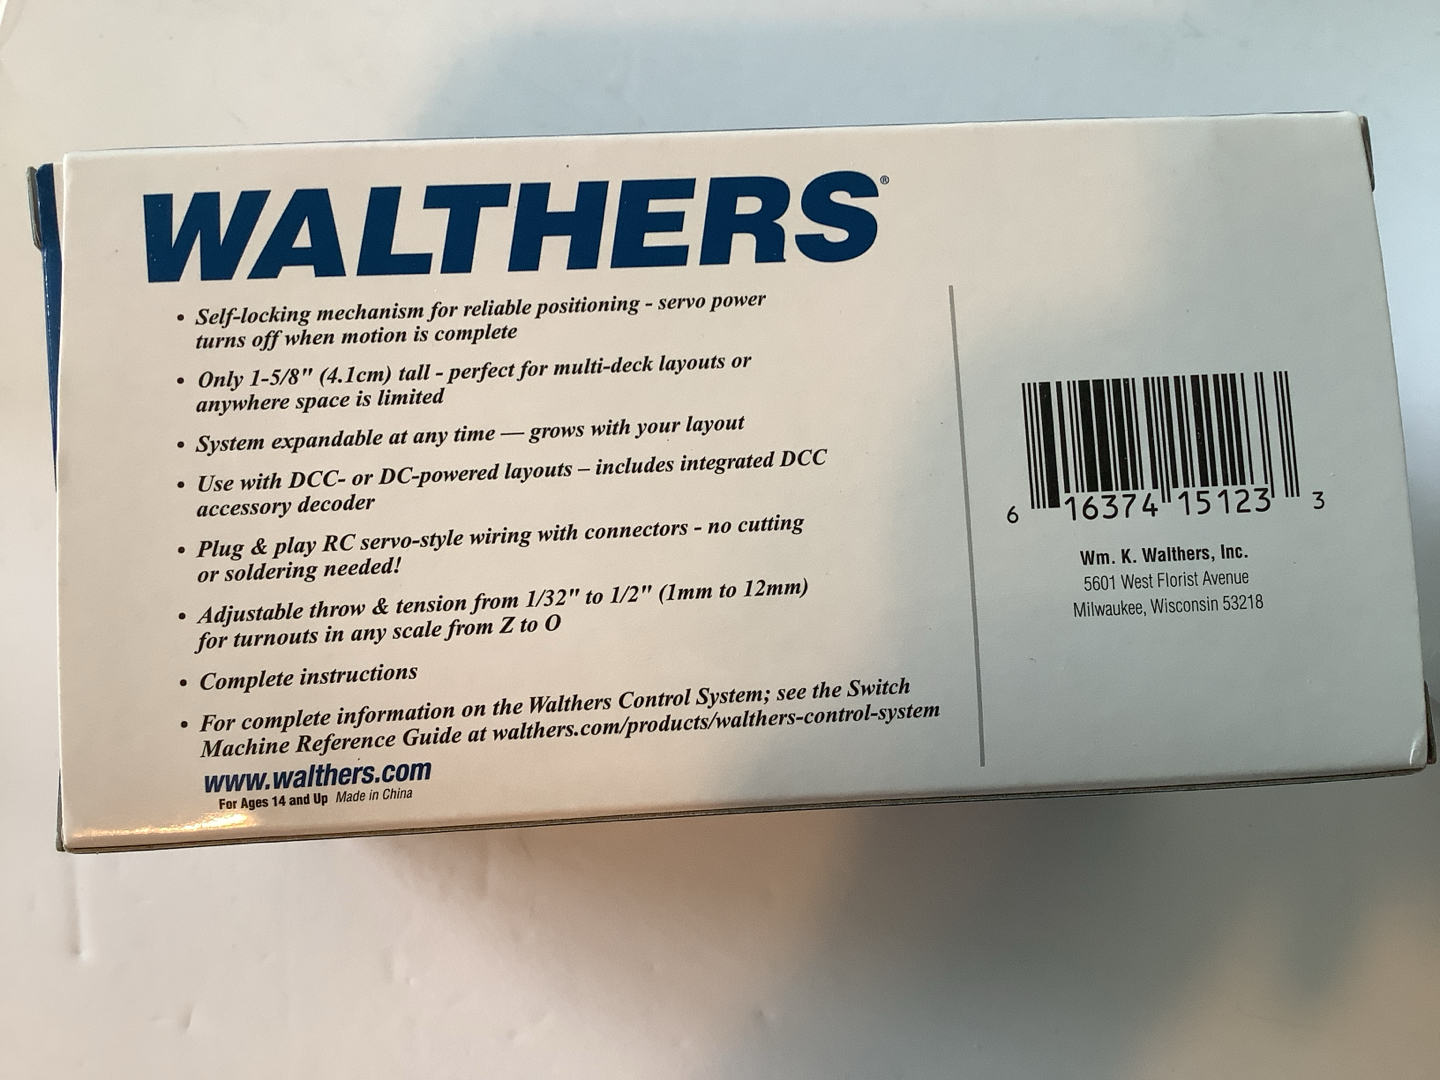 WALTHERS®
• Self-locking mechanism for reliable positioning - servo power
turns off when motion is complete
• Only 1-5/8" (4.1cm) tall - perfect for multi-deck layouts or
anywhere space is limited
• System expandable at any time — grows with your layout
• Use with DCC- or DC-powered layouts – includes integrated DCC
accessory decoder
• Plug & play RC servo-style wiring with connectors - no cutting
or soldering needed!
• Adjustable throw & tension from 1/32" to 1/2" (1mm to 12mm)
for turnouts in any scale from Z to O
• Complete instructions
• For complete information on the Walthers Control System; see the Switch
Machine Reference Guide at walthers.com/products/walthers-control-system
www.walthers.com
For Ages 14 and Up Made in China
6 16374 15123 3
Wm. K. Walthers, Inc.
5601 West Florist Avenue
Milwaukee, Wisconsin 53218